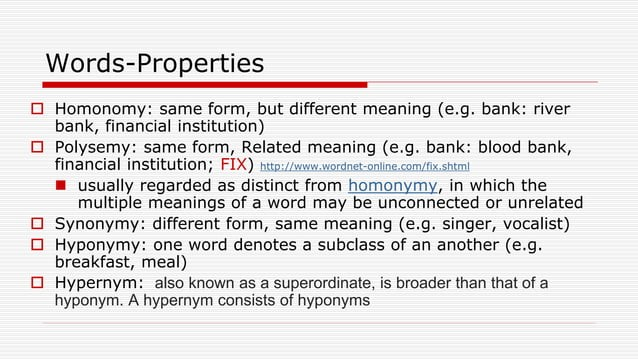 Words-Properties
Homonomy: same form, but different meaning (e.g. bank: river
bank, financial institution)
Polysemy: same form, Related meaning (e.g. bank: blood bank,
financial institution; FIX) http://www.wordnet-online.com/fix.shtml
usually regarded as distinct from homonymy, in which the
multiple meanings of a word may be unconnected or unrelated
Synonymy: different form, same meaning (e.g. singer, vocalist)
Hyponymy: one word denotes a subclass of an another (e.g.
breakfast, meal)
Hypernym: also known as a superordinate, is broader than that of a
hyponym. A hypernym consists of hyponyms